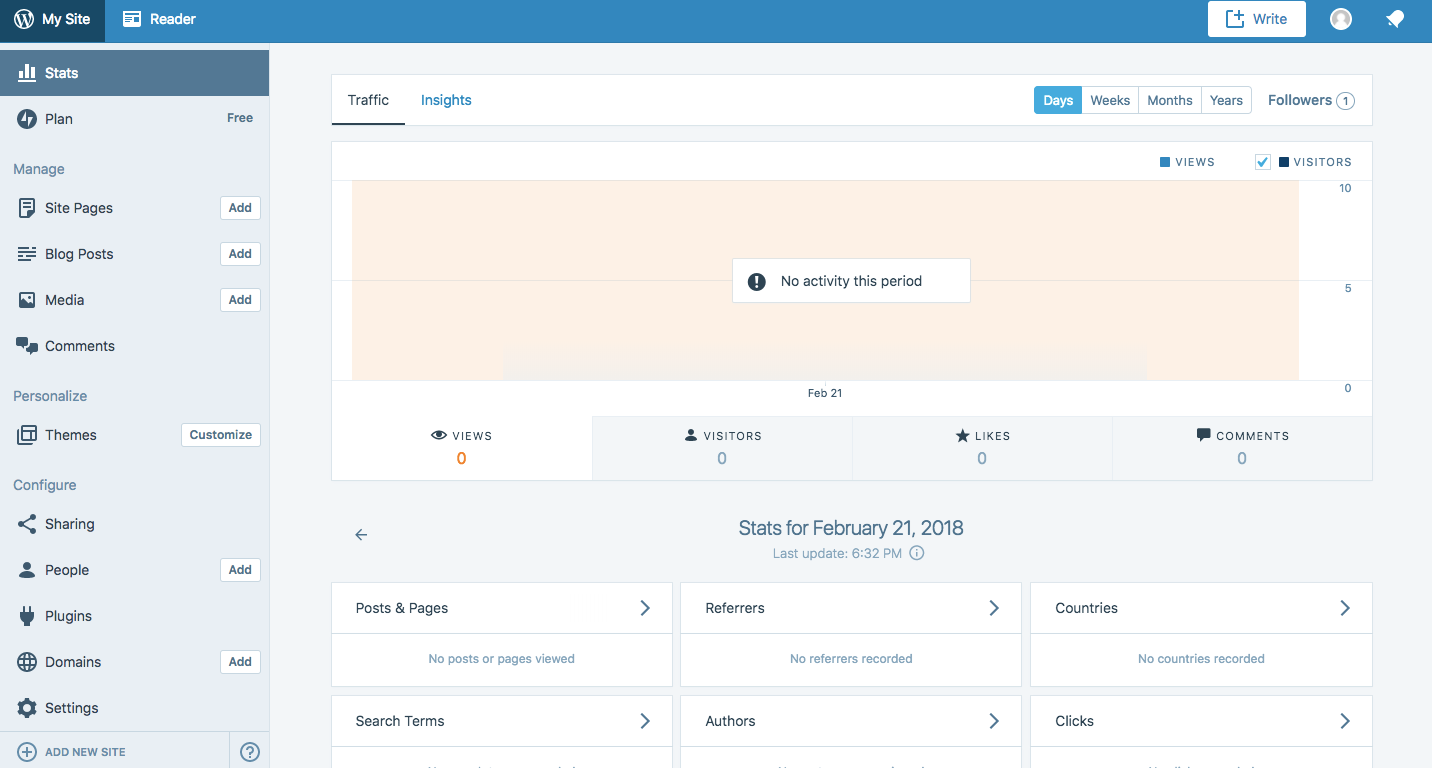 My Site
Reader
Write
Stats
Plan
Free
Manage
Site Pages
Add
Blog Posts
Add
Media
Add
Comments
Personalize
Themes
Customize
Configure
Sharing
People
Add
Plugins
Domains
Add
Settings
ADD NEW SITE
Traffic
Insights
Days
Weeks
Months
Years
Followers 1
VIEWS
VISITORS
10
5
0
No activity this period
Feb 21
VIEWS
0
VISITORS
0
LIKES
0
COMMENTS
0
Stats for February 21, 2018
Last update: 6:32 PM
Posts & Pages
No posts or pages viewed
Referrers
No referrers recorded
Countries
No countries recorded
Search Terms
Authors
Clicks